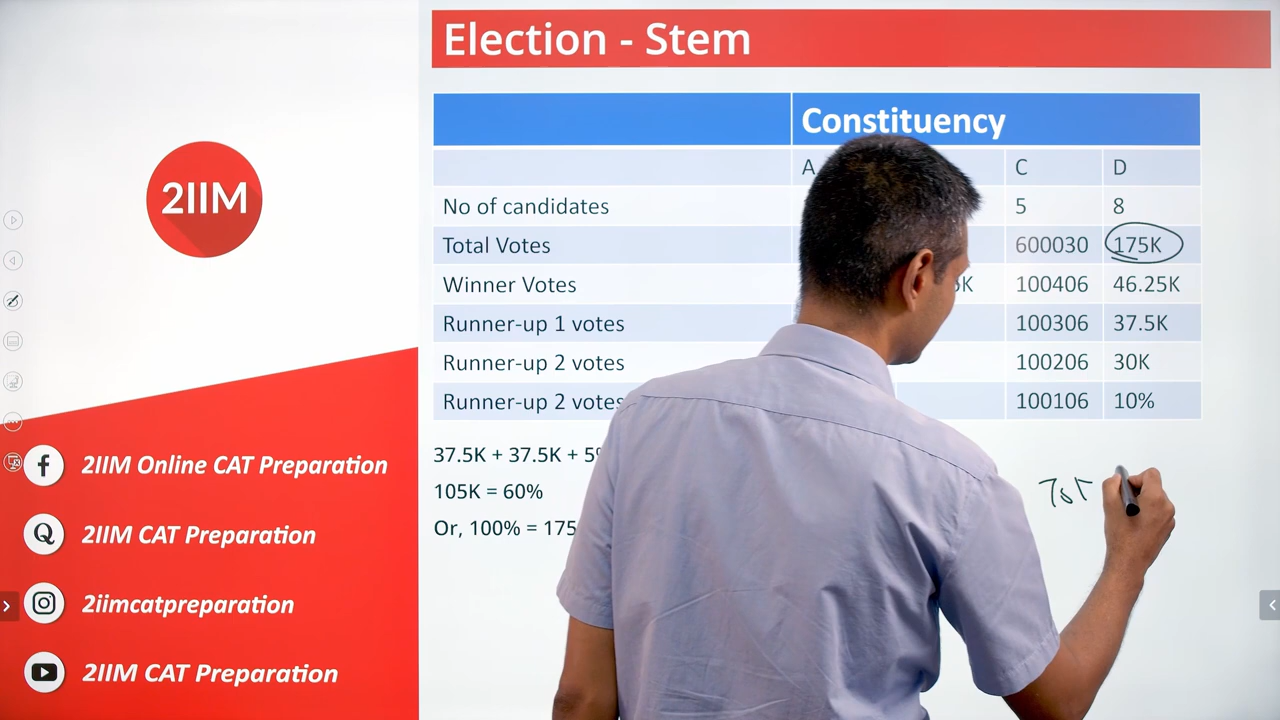 Election - Stem
Constituency
A C D
No of candidates 5 8
Total Votes 600030 175K
Winner Votes K 100406 46.25K
Runner-up 1 votes 100306 37.5K
Runner-up 2 votes 100206 30K
Runner-up 2 votes 100106 10%
37.5K + 37.5K + 5
105K = 60%
Or, 100% = 175
2IIM
2IIM Online CAT Preparation
2IIM CAT Preparation
2iimcatpreparation
2IIM CAT Preparation